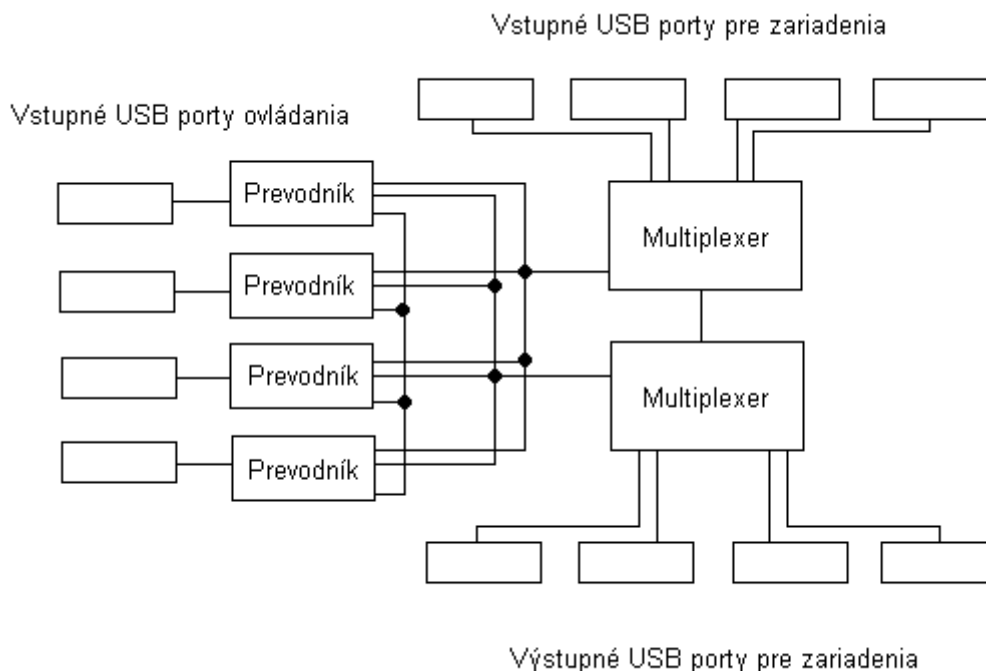 Vstupné USB porty pre zariadenia
Vstupné USB porty ovládania
Prevodník
Multiplexer
Prevodník
Prevodník
Multiplexer
Prevodník
Výstupné USB porty pre zariadenia